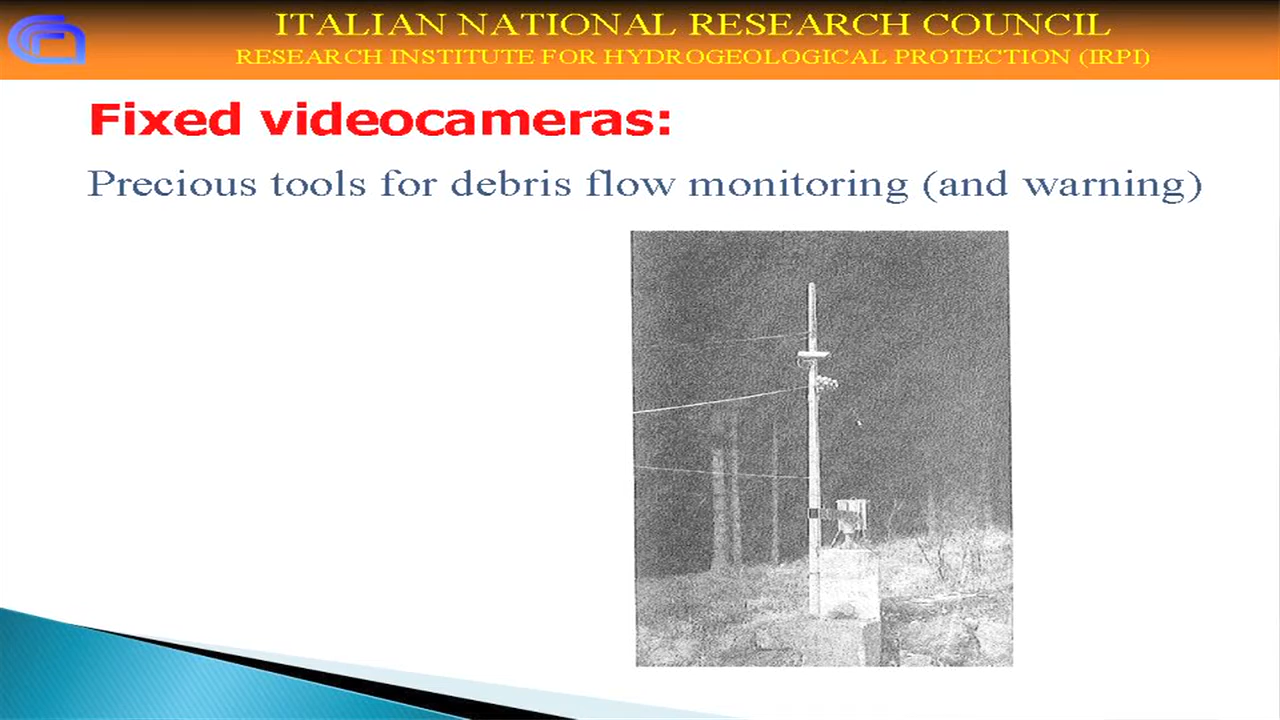 ITALIAN NATIONAL RESEARCH COUNCIL
RESEARCH INSTITUTE FOR HYDROGEOLOGICAL PROTECTION (IRPI)
Fixed videocameras:
Precious tools for debris flow monitoring (and warning)